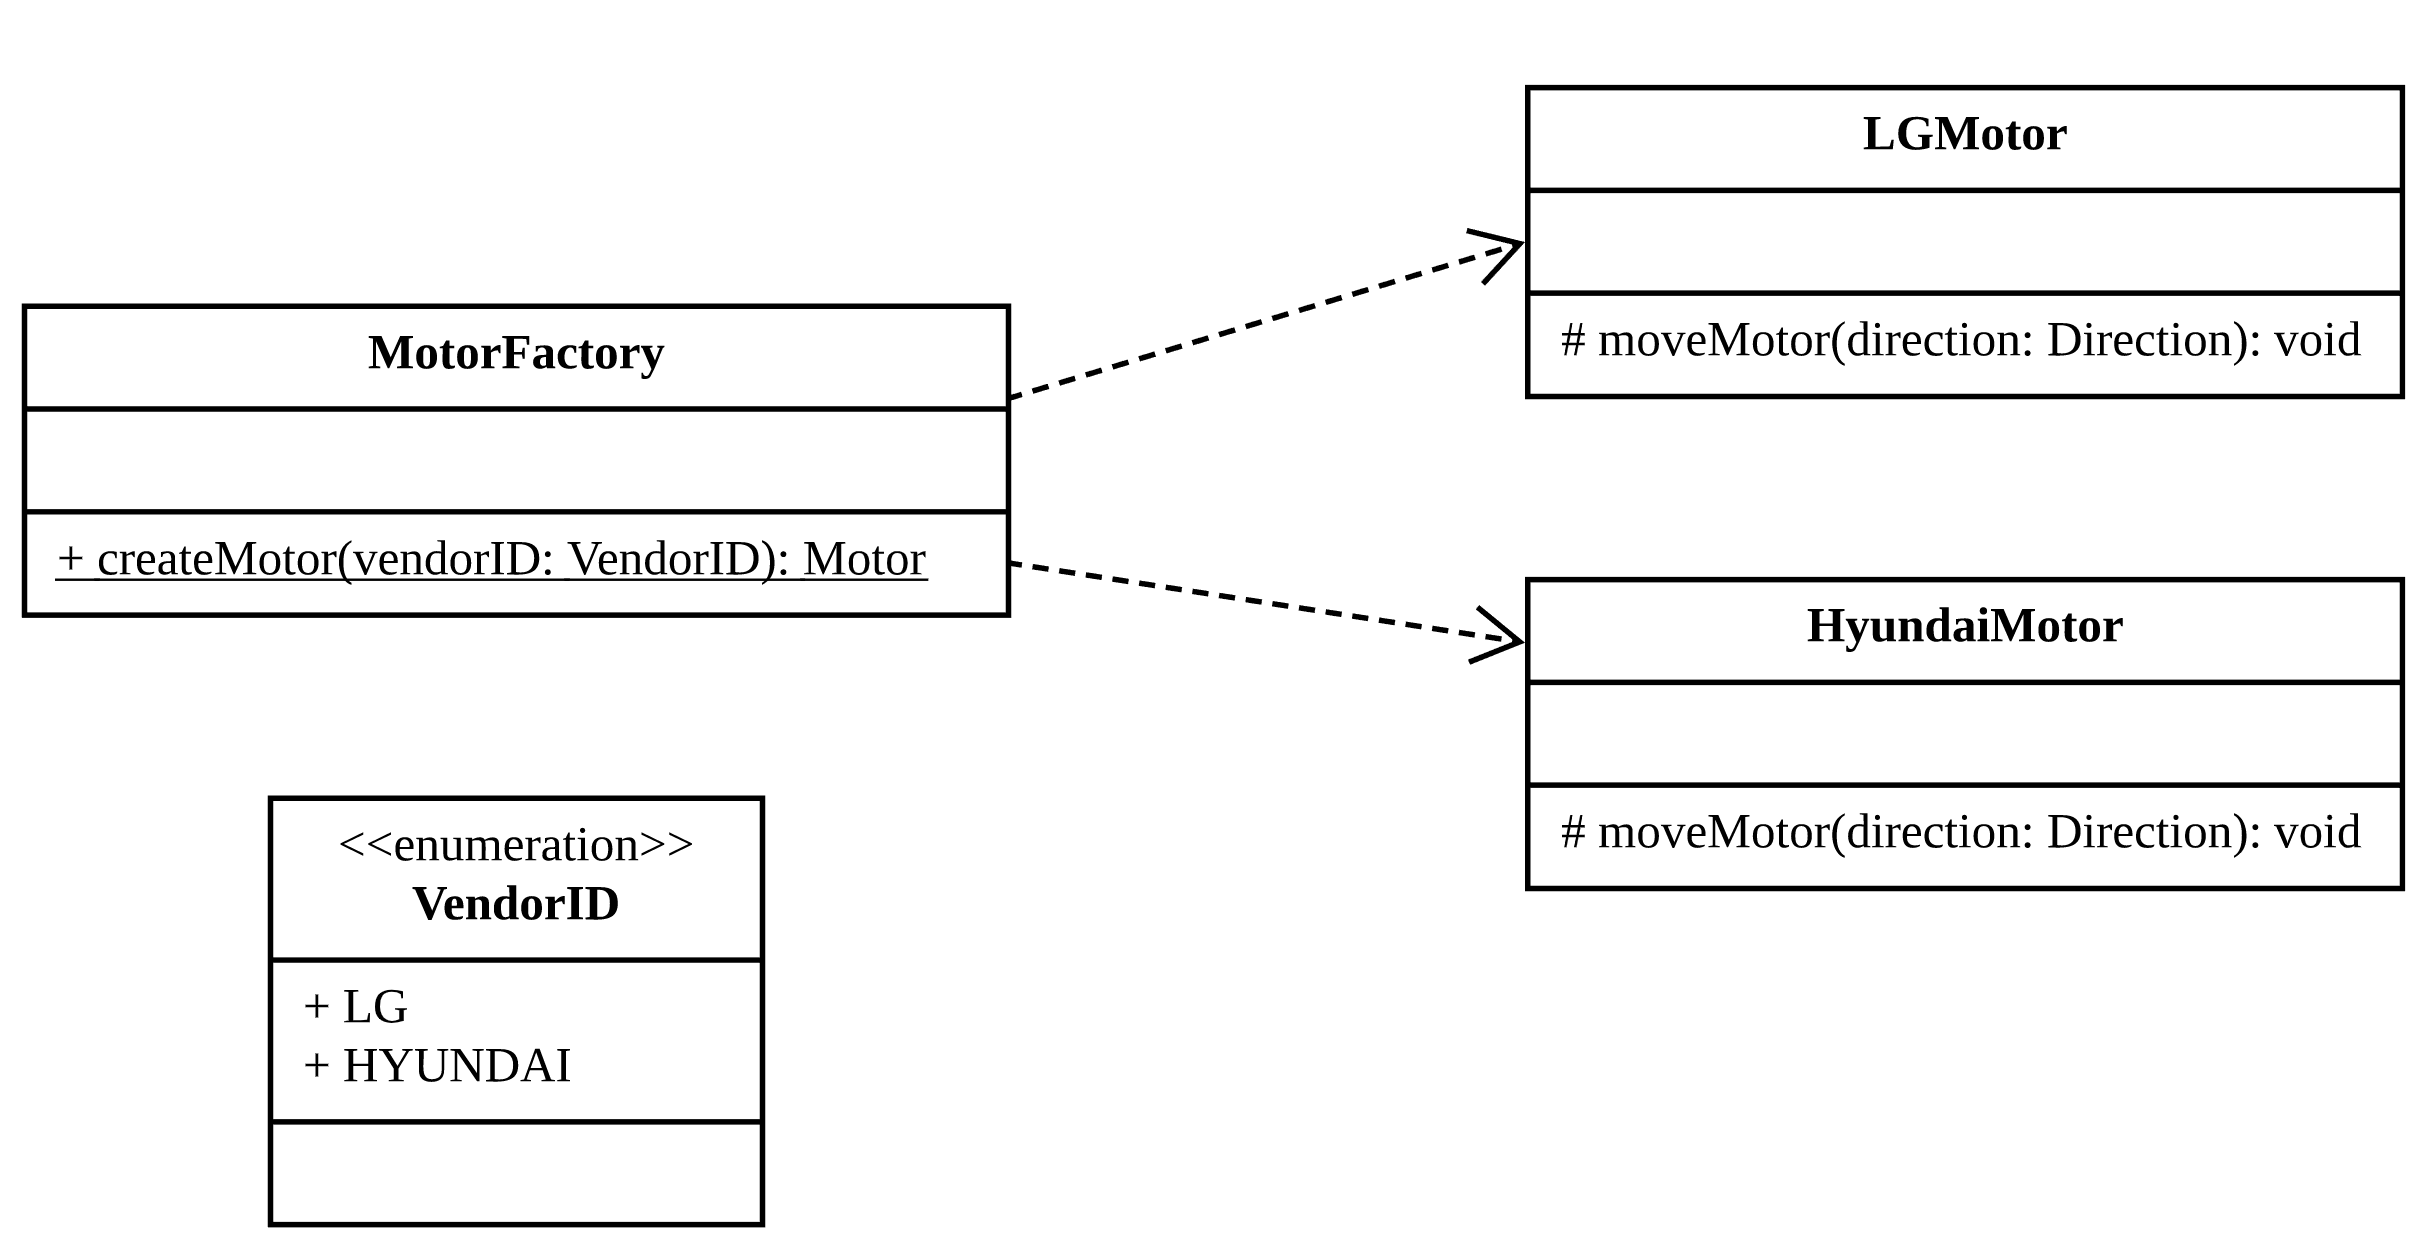 MotorFactory
+ createMotor(vendorID: VendorID): Motor
LGMotor
# moveMotor(direction: Direction): void
HyundaiMotor
# moveMotor(direction: Direction): void
<<enumeration>>
VendorID
+ LG
+ HYUNDAI